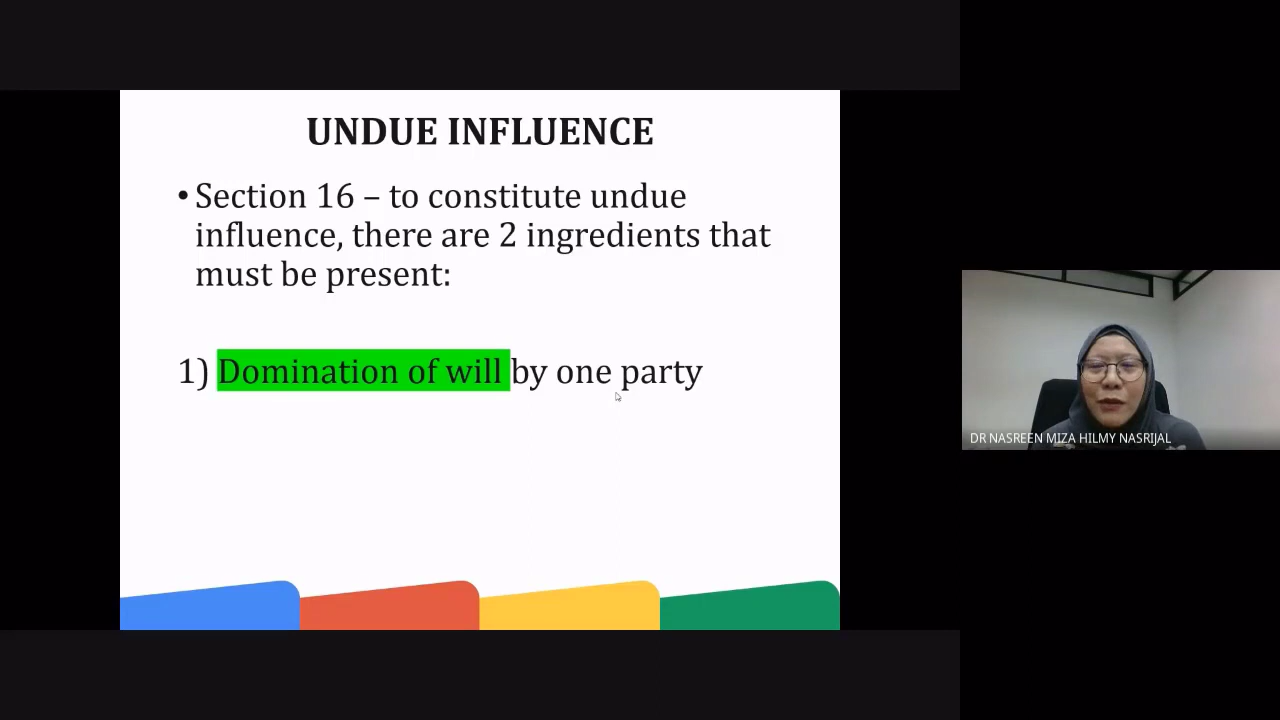 UNDUE INFLUENCE
• Section 16 – to constitute undue
influence, there are 2 ingredients that
must be present:
1) Domination of will by one party
DR NASREEN MIZA HILMY NASRIJAL